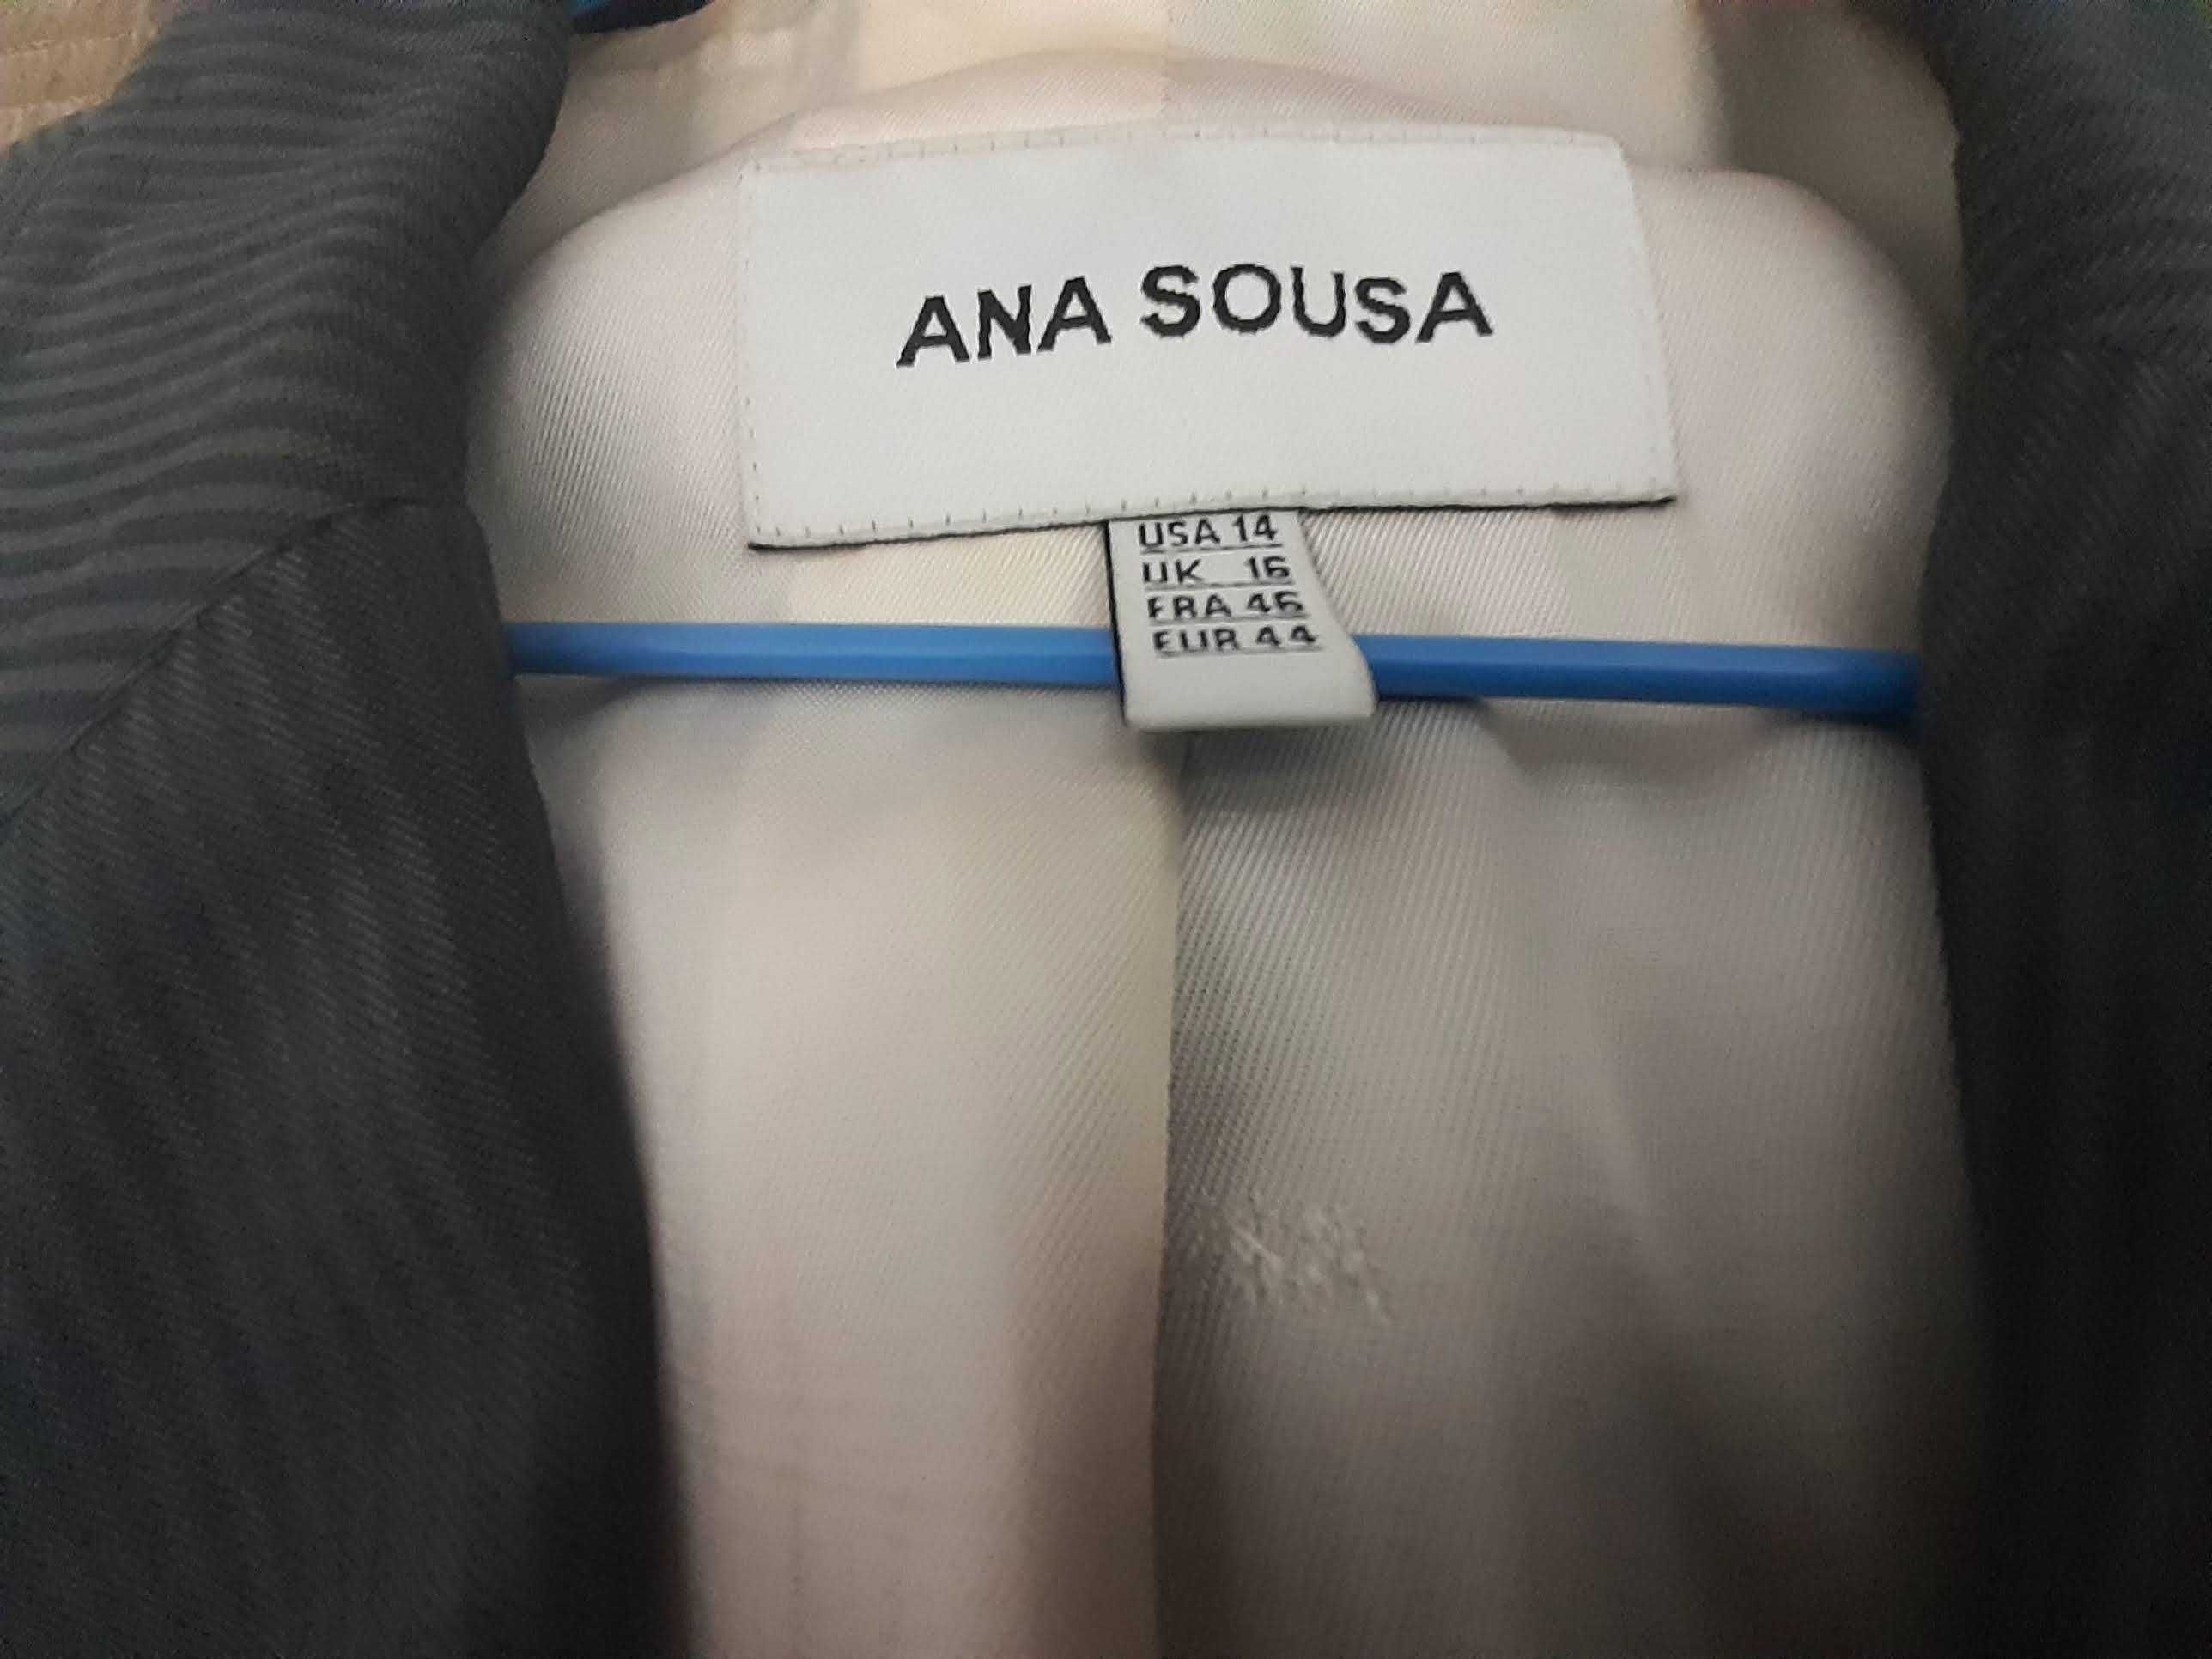 ANA SOUSA
USA 14
UK 16
FRA 46
EUR 44